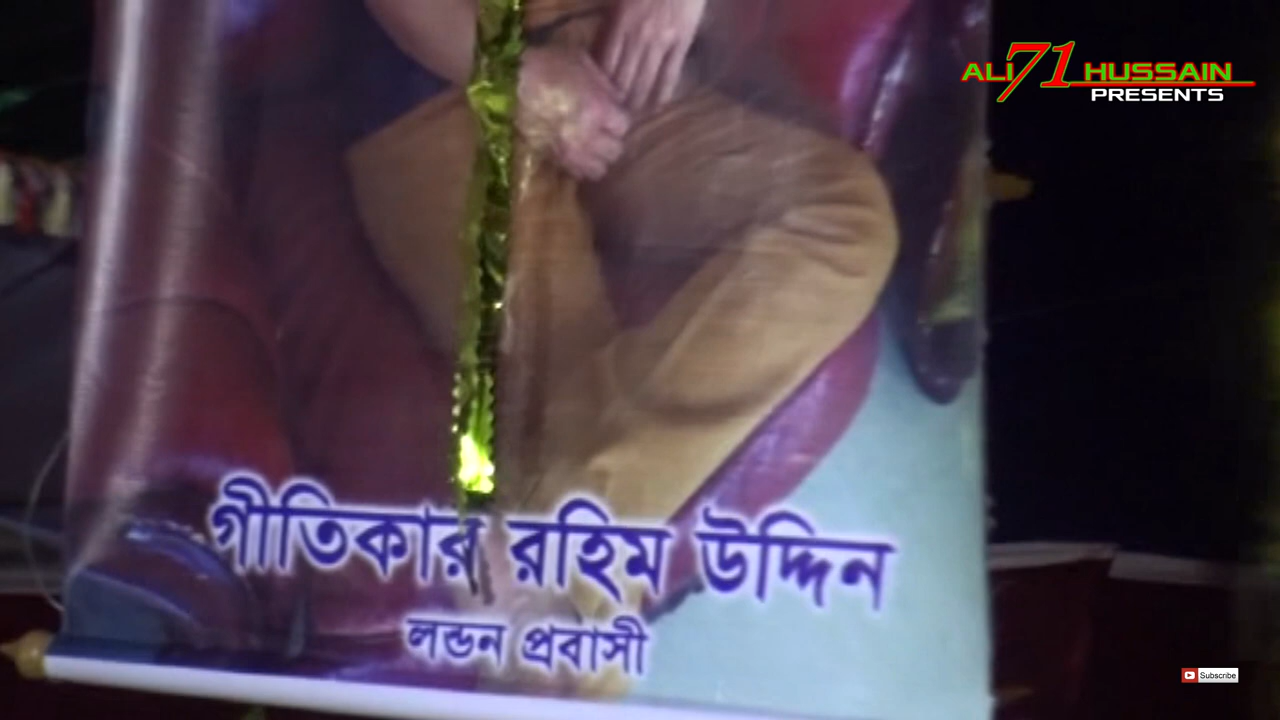 ALI 71 HUSSAIN
PRESENTS
গীতিকার রহিম উদ্দিন
লন্ডন প্রবাসী
Subscribe